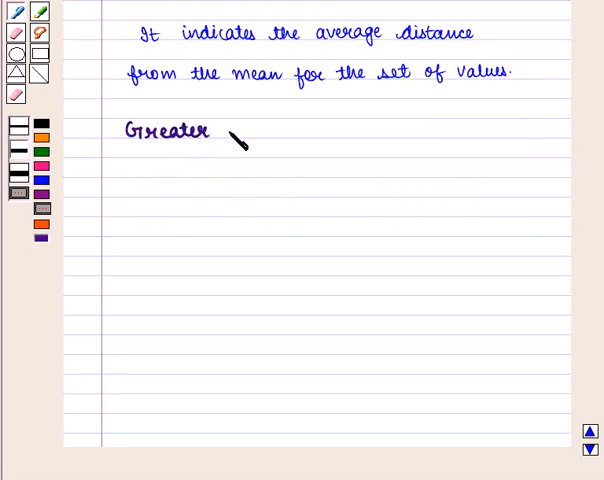 It indicates the average distance
from the mean for the set of values.
Greater